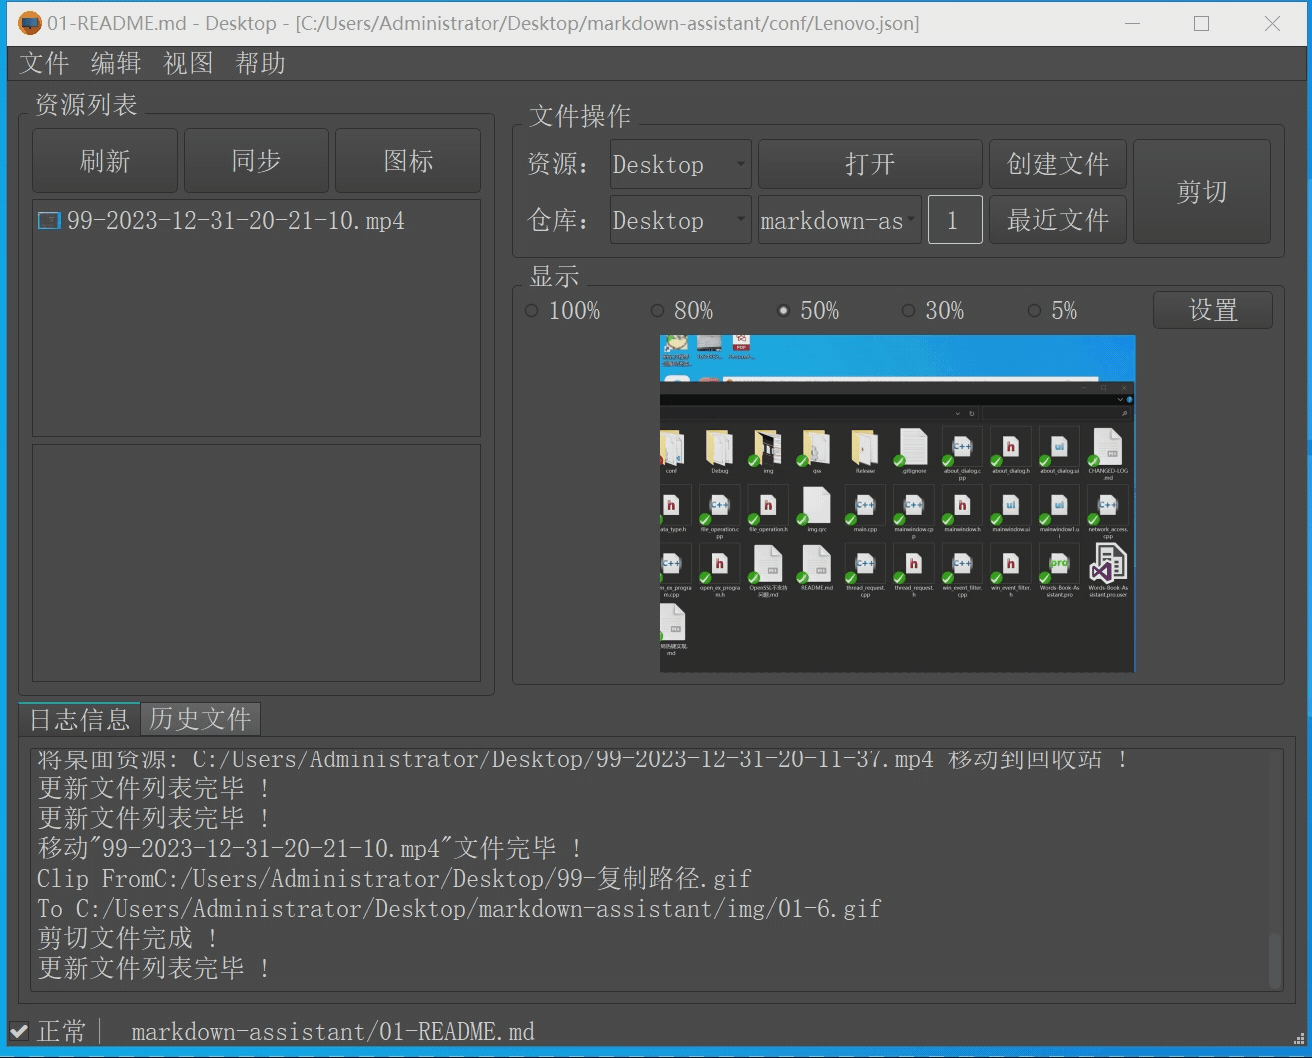 01-README.md - Desktop - [C:/Users/Administrator/Desktop/markdown-assistant/conf/Lenovo.json]
文件 编辑 视图 帮助
资源列表
刷新 同步 图标
99-2023-12-31-20-21-10.mp4
文件操作
资源: Desktop 打开 创建文件 剪切
仓库: Desktop markdown-as 1 最近文件
显示
100% 80% 50% 30% 5% 设置
conf Debug img qss Release .gitignore about_dialog.cpp about_dialog.h about_dialog.ui CHANGED-LOG.md
ata_type.h file_operation.cpp file_operation.h img.qrc main.cpp mainwindow.cpp mainwindow.h mainwindow.ui mainwindow1.ui network_access.cpp
open_ex_program.h README.md thread_request.cpp thread_request.h win_event_filter.cpp win_event_filter.h Words-Book-Assistant.pro Words-Book-Assistant.pro.user
日志信息 历史文件
将桌面资源: C:/Users/Administrator/Desktop/99-2023-12-31-20-11-37.mp4 移动到回收站 !
更新文件列表完毕 !
更新文件列表完毕 !
移动"99-2023-12-31-20-21-10.mp4"文件完毕 !
Clip FromC:/Users/Administrator/Desktop/99-复制路径.gif
To C:/Users/Administrator/Desktop/markdown-assistant/img/01-6.gif
剪切文件完成 !
更新文件列表完毕 !
正常 markdown-assistant/01-README.md